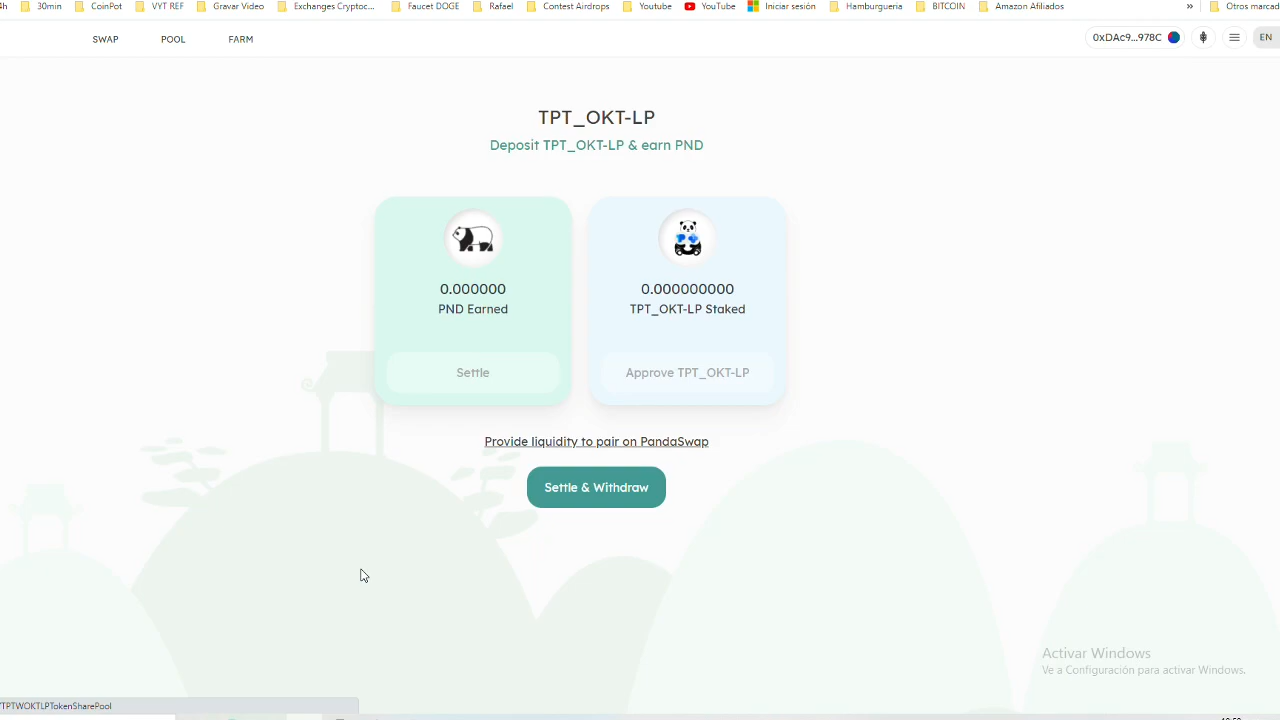 30min CoinPot VYT REF Gravar Video Exchanges Cryptoc... Faucet DOGE Rafael Contest Airdrops Youtube YouTube Iniciar sesión Hamburgueria BITCOIN Amazon Afiliados » Otros marcad
SWAP POOL FARM 0xDAc9...978C EN
TPT_OKT-LP
Deposit TPT_OKT-LP & earn PND
0.000000 0.000000000
PND Earned TPT_OKT-LP Staked
Settle Approve TPT_OKT-LP
Provide liquidity to pair on PandaSwap
Settle & Withdraw
Activar Windows
Ve a Configuración para activar Windows.
/TPTWOKTLPTokenSharePool